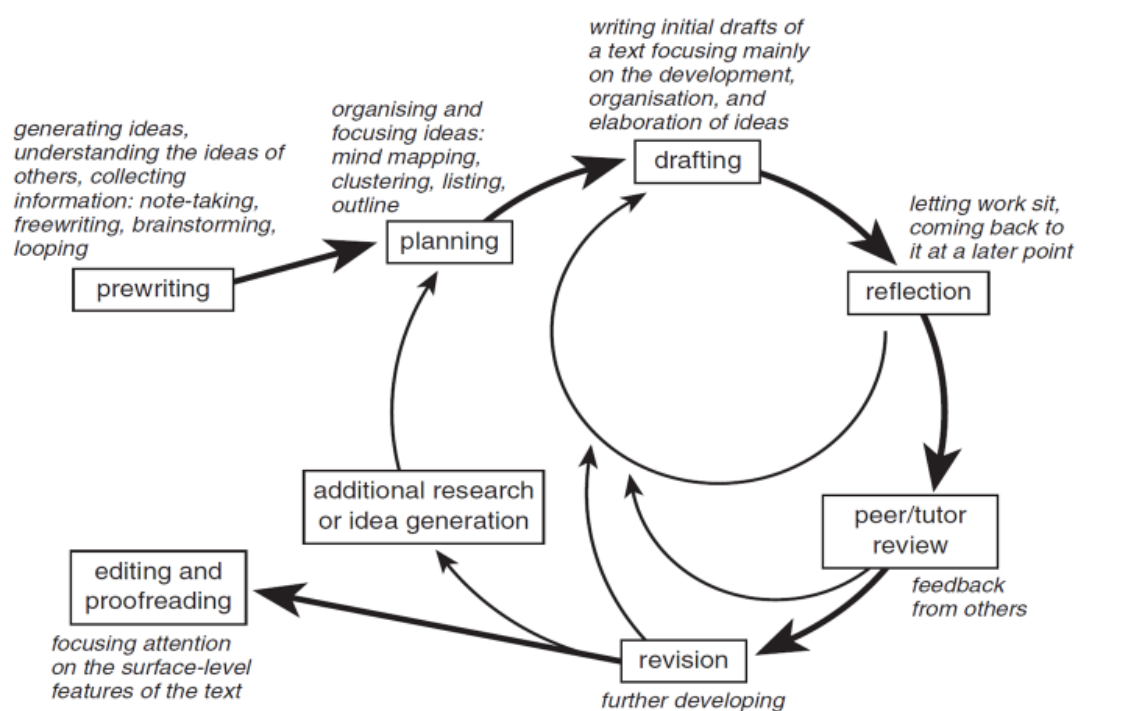 generating ideas,
understanding the ideas of
others, collecting
information: note-taking,
freewriting, brainstorming,
looping
prewriting
organising and
focusing ideas:
mind mapping,
clustering, listing,
outline
planning
writing initial drafts of
a text focusing mainly
on the development,
organisation, and
elaboration of ideas
drafting
letting work sit,
coming back to
it at a later point
reflection
peer/tutor
review
feedback
from others
revision
further developing
additional research
or idea generation
editing and
proofreading
focusing attention
on the surface-level
features of the text